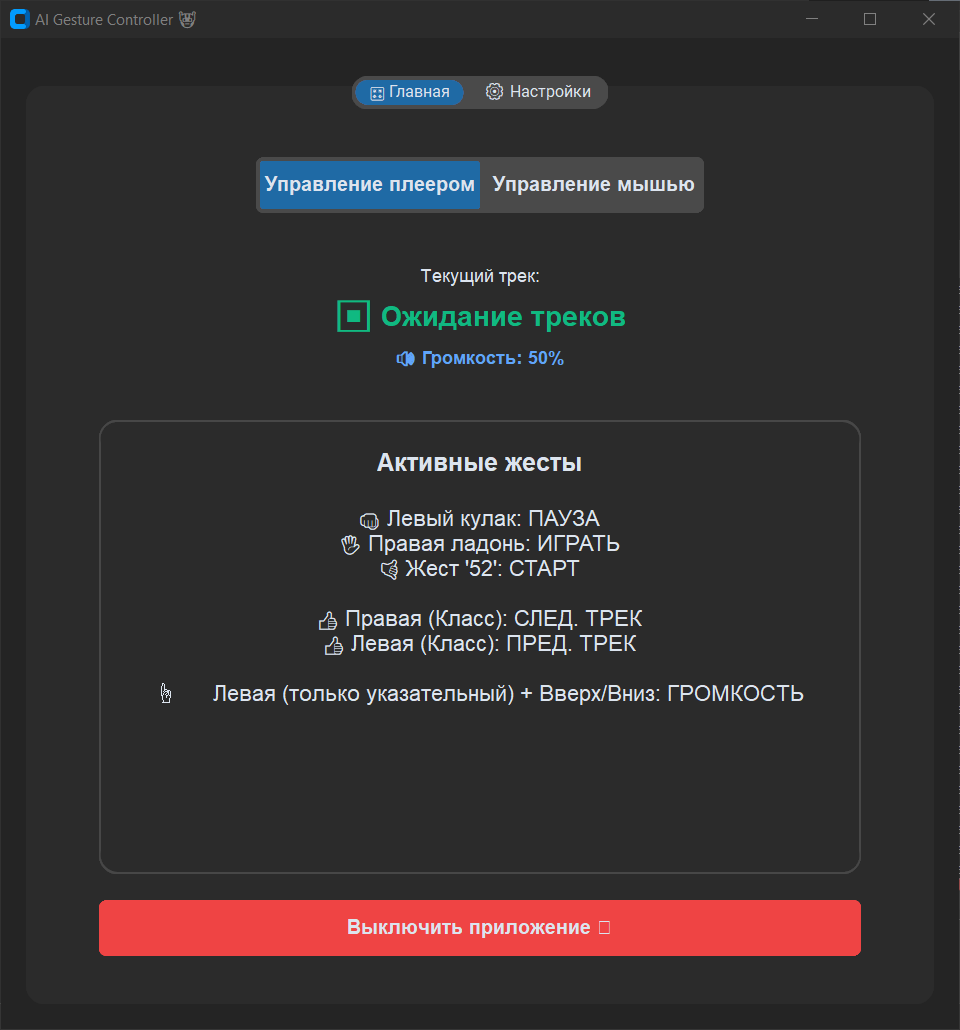 AI Gesture Controller
Главная
Настройки
Управление плеером
Управление мышью
Текущий трек:
Ожидание треков
Громкость: 50%
Активные жесты
Левый кулак: ПАУЗА
Правая ладонь: ИГРАТЬ
Жест '52': СТАРТ
Правая (Класс): СЛЕД. ТРЕК
Левая (Класс): ПРЕД. ТРЕК
Левая (только указательный) + Вверх/Вниз: ГРОМКОСТЬ
Выключить приложение